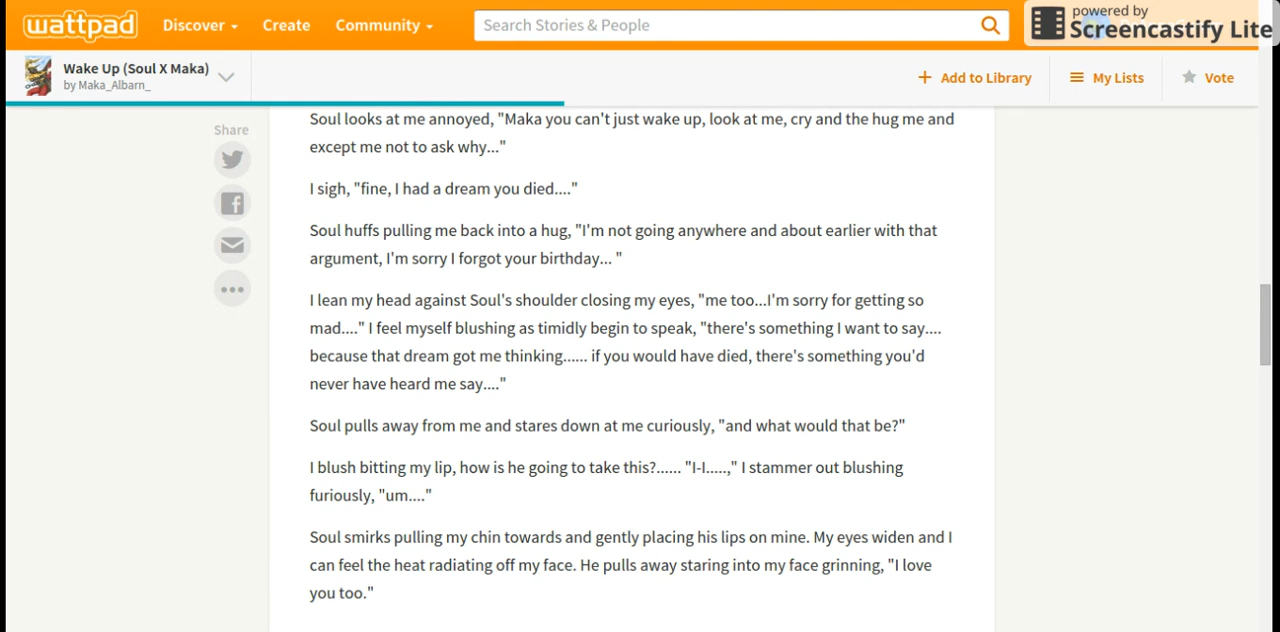 wattpad
Discover
Create
Community
Search Stories & People
powered by
Screencastify Lite
Wake Up (Soul X Maka)
by Maka_Albarn_
+ Add to Library
My Lists
Vote
Share
Soul looks at me annoyed, "Maka you can't just wake up, look at me, cry and the hug me and
except me not to ask why..."
I sigh, "fine, I had a dream you died...."
Soul huffs pulling me back into a hug, "I'm not going anywhere and about earlier with that
argument, I'm sorry I forgot your birthday... "
I lean my head against Soul's shoulder closing my eyes, "me too...I'm sorry for getting so
mad...." I feel myself blushing as timidly begin to speak, "there's something I want to say....
because that dream got me thinking...... if you would have died, there's something you'd
never have heard me say...."
Soul pulls away from me and stares down at me curiously, "and what would that be?"
I blush bitting my lip, how is he going to take this?...... "I-I.....," I stammer out blushing
furiously, "um...."
Soul smirks pulling my chin towards and gently placing his lips on mine. My eyes widen and I
can feel the heat radiating off my face. He pulls away staring into my face grinning, "I love
you too."